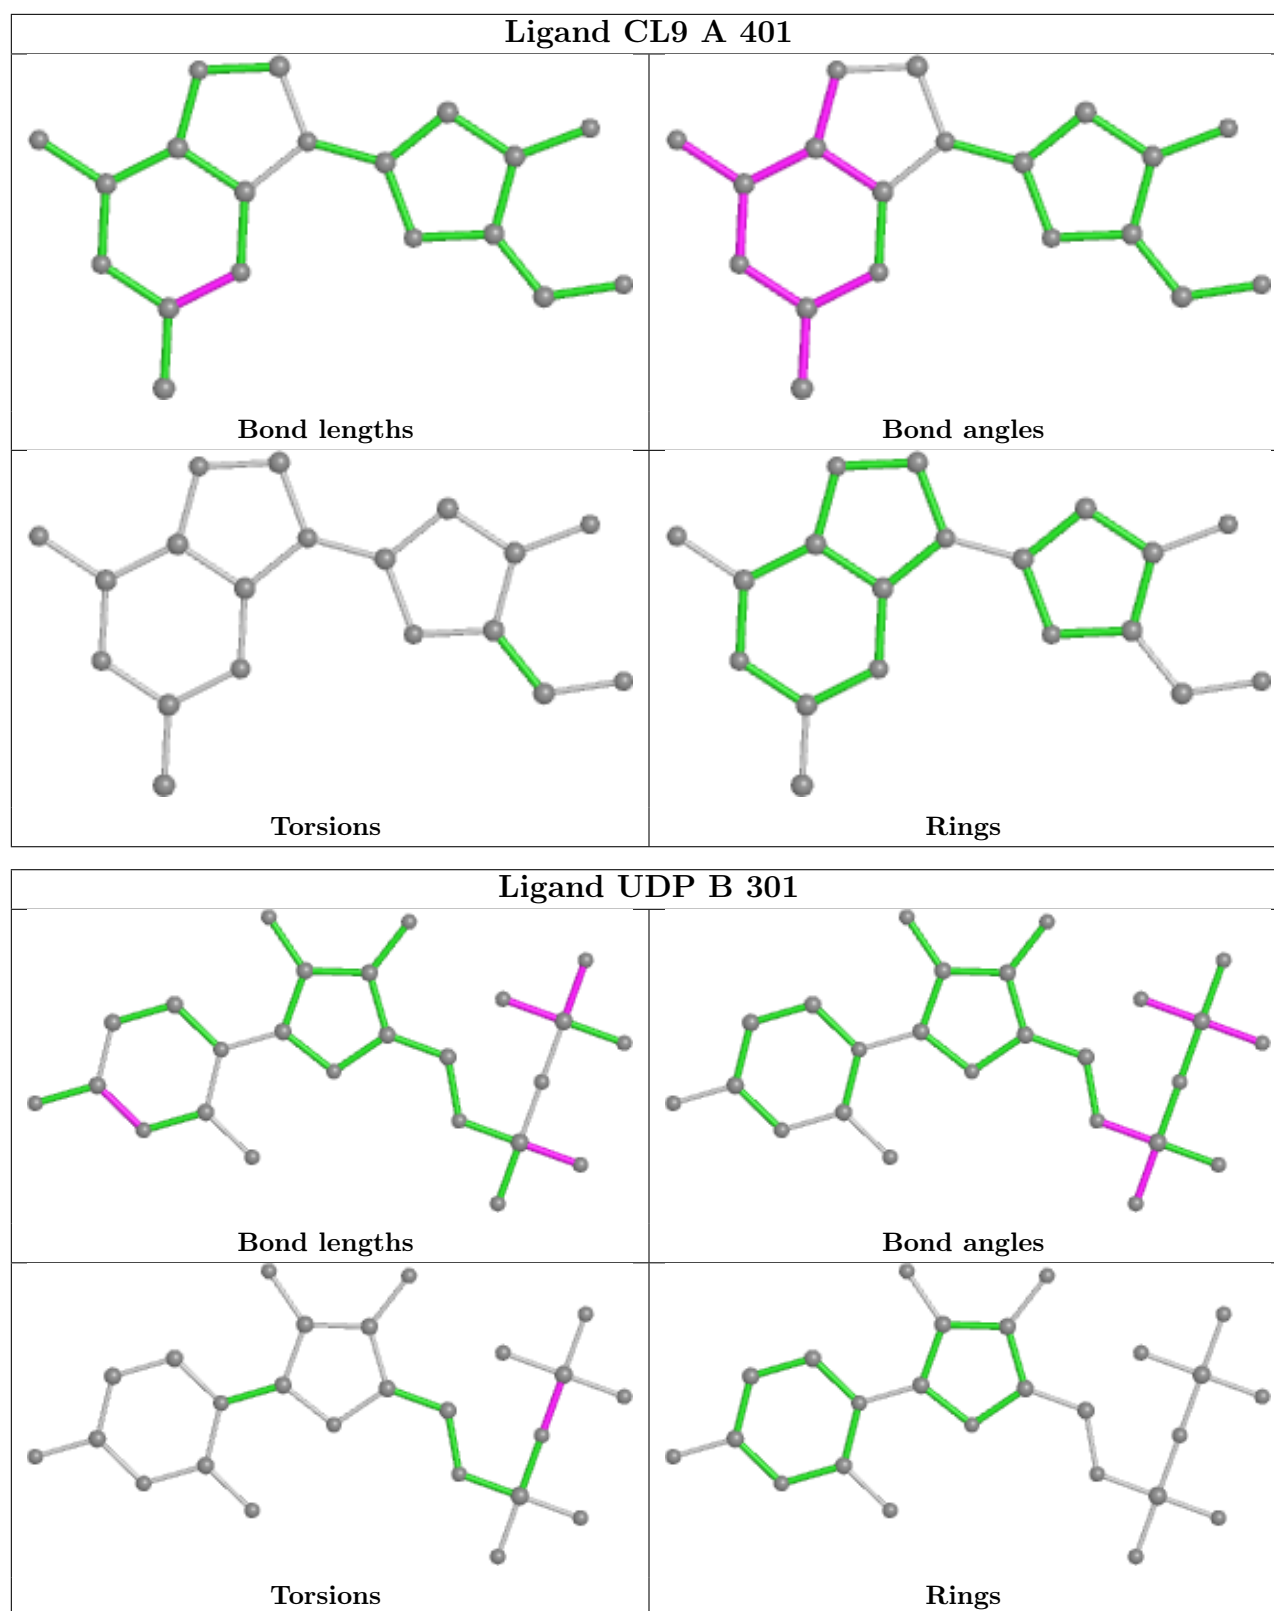 Ligand CL9 A 401
Bond lengths
Bond angles
Torsions
Rings
Ligand UDP B 301
Bond lengths
Bond angles
Torsions
Rings